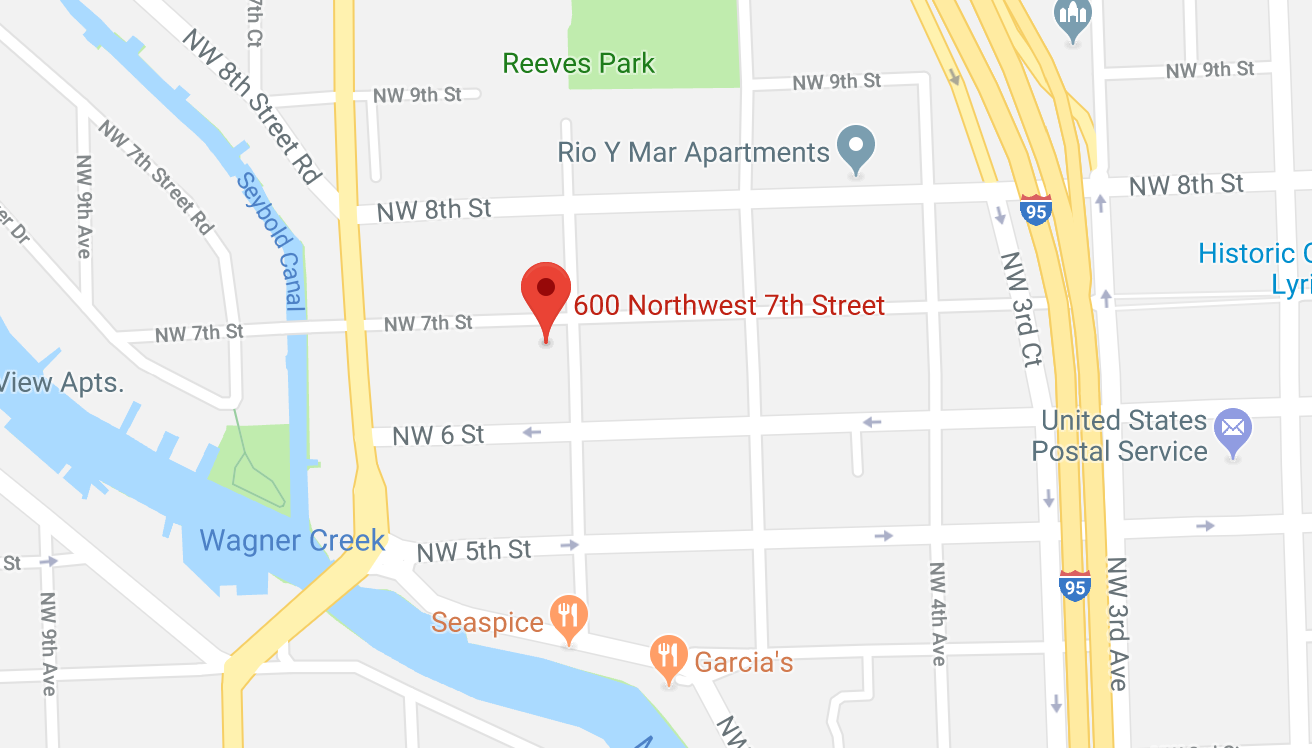 7th Ct
NW 8th Street Rd
Reeves Park
NW 9th St
NW 9th St
NW 9th St
NW 7th Street Rd
NW 9th Ave
Rio Y Mar Apartments
Seybold Canal
NW 8th St
NW 8th St
95
er Dr
NW 3rd Ct
Historic
Lyri
600 Northwest 7th Street
NW 7th St
NW 7th St
View Apts.
NW 6 St
United States
Postal Service
Wagner Creek
NW 5th St
St
NW 9th Ave
NW 4th Ave
95
NW 3rd Ave
Seaspice
Garcia's
NW